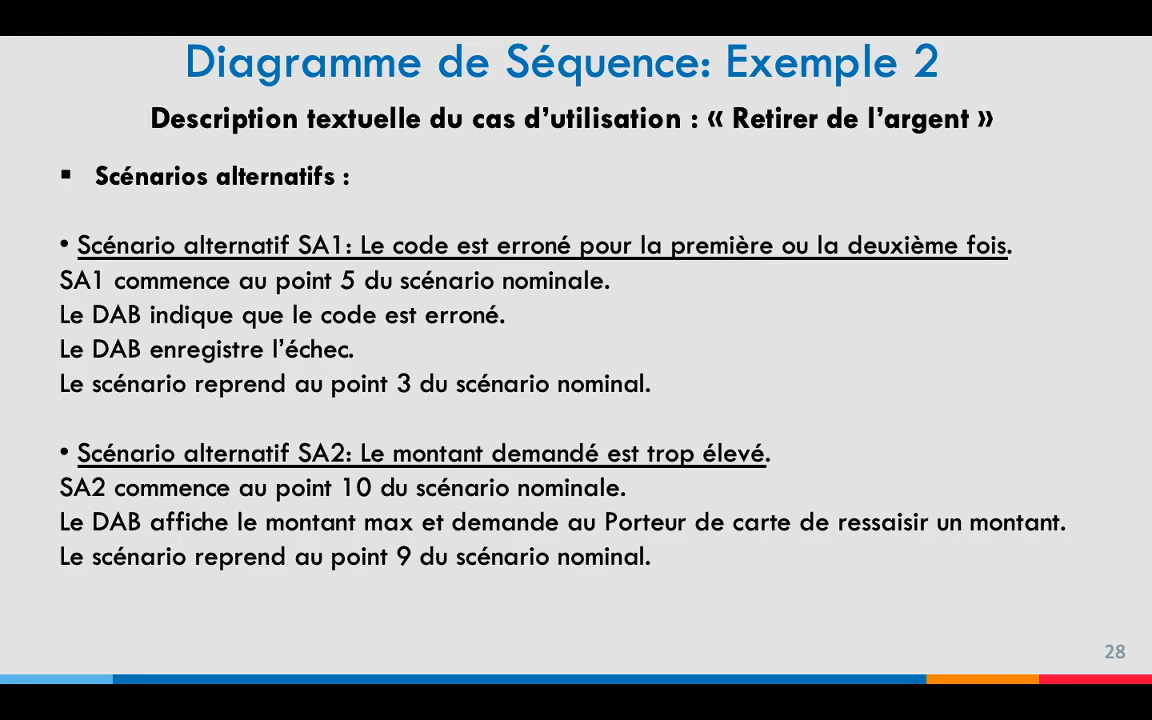 Diagramme de Séquence: Exemple 2
Description textuelle du cas d’utilisation : « Retirer de l’argent »
▪ Scénarios alternatifs :
• Scénario alternatif SA1: Le code est erroné pour la première ou la deuxième fois.
SA1 commence au point 5 du scénario nominale.
Le DAB indique que le code est erroné.
Le DAB enregistre l’échec.
Le scénario reprend au point 3 du scénario nominal.
• Scénario alternatif SA2: Le montant demandé est trop élevé.
SA2 commence au point 10 du scénario nominale.
Le DAB affiche le montant max et demande au Porteur de carte de ressaisir un montant.
Le scénario reprend au point 9 du scénario nominal.
28